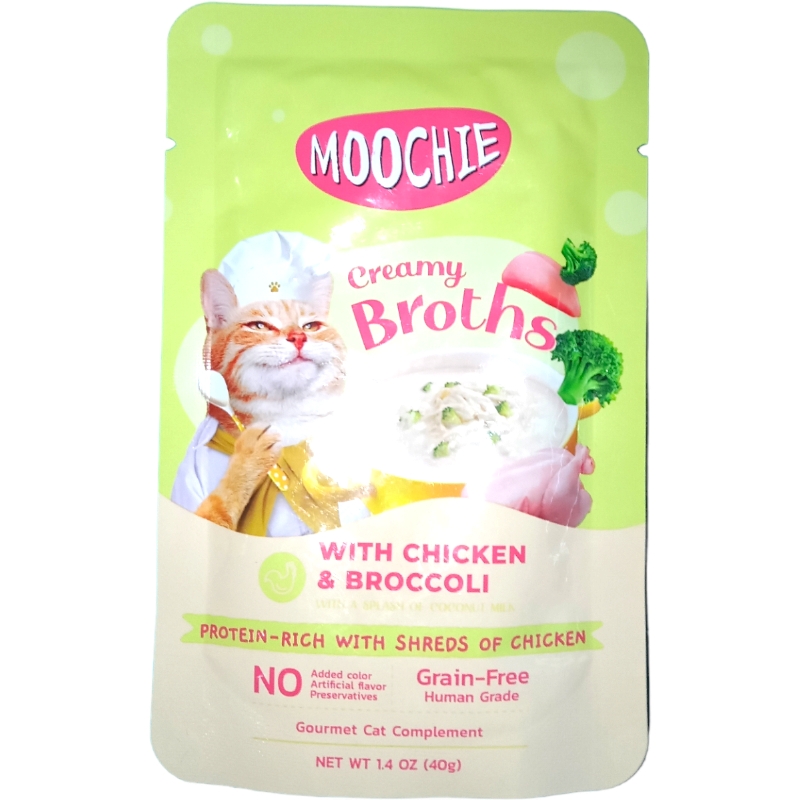 MOOCHIE
Creamy
Broths
WITH CHICKEN
& BROCCOLI
WITH A SPLASH OF COCONUT MILK
PROTEIN-RICH WITH SHREDS OF CHICKEN
NO Added color
Artificial flavor
Preservatives
Grain-Free
Human Grade
Gourmet Cat Complement
NET WT 1.4 OZ (40g)